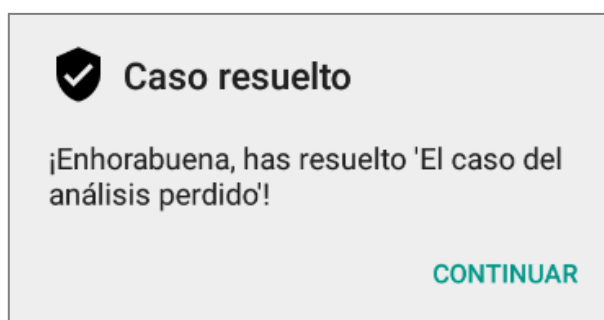 Caso resuelto
¡Enhorabuena, has resuelto 'El caso del
análisis perdido'!
CONTINUAR